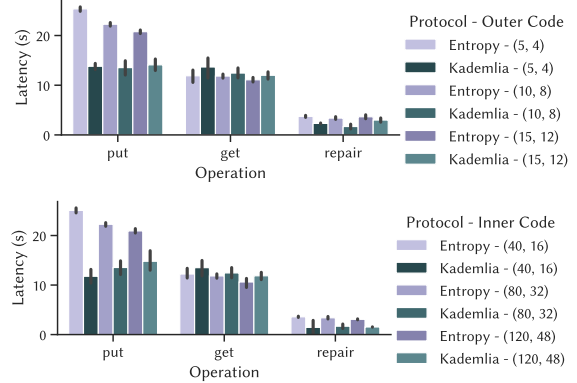 Latency (s)
20
10
0
put
get
repair
Operation
Protocol - Outer Code
Entropy - (5, 4)
Kademlia - (5, 4)
Entropy - (10, 8)
Kademlia - (10, 8)
Entropy - (15, 12)
Kademlia - (15, 12)
Latency (s)
20
10
0
put
get
repair
Operation
Protocol - Inner Code
Entropy - (40, 16)
Kademlia - (40, 16)
Entropy - (80, 32)
Kademlia - (80, 32)
Entropy - (120, 48)
Kademlia - (120, 48)